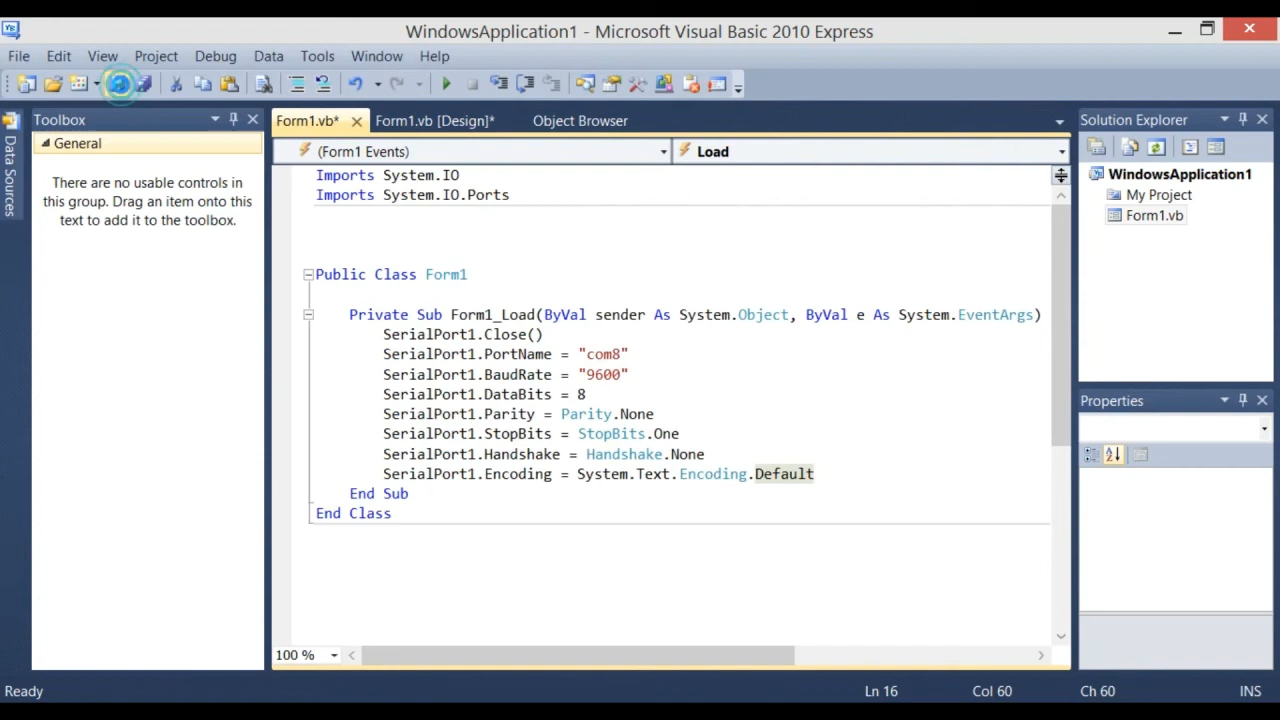 WindowsApplication1 - Microsoft Visual Basic 2010 Express
File Edit View Project Debug Data Tools Window Help
Toolbox
General
There are no usable controls in
this group. Drag an item onto this
text to add it to the toolbox.
Data Sources
Form1.vb* Form1.vb [Design]* Object Browser
(Form1 Events) Load
Imports System.IO
Imports System.IO.Ports
Public Class Form1
Private Sub Form1_Load(ByVal sender As System.Object, ByVal e As System.EventArgs)
SerialPort1.Close()
SerialPort1.PortName = "com8"
SerialPort1.BaudRate = "9600"
SerialPort1.DataBits = 8
SerialPort1.Parity = Parity.None
SerialPort1.StopBits = StopBits.One
SerialPort1.Handshake = Handshake.None
SerialPort1.Encoding = System.Text.Encoding.Default
End Sub
End Class
100 %
Solution Explorer
WindowsApplication1
My Project
Form1.vb
Properties
Ready Ln 16 Col 60 Ch 60 INS